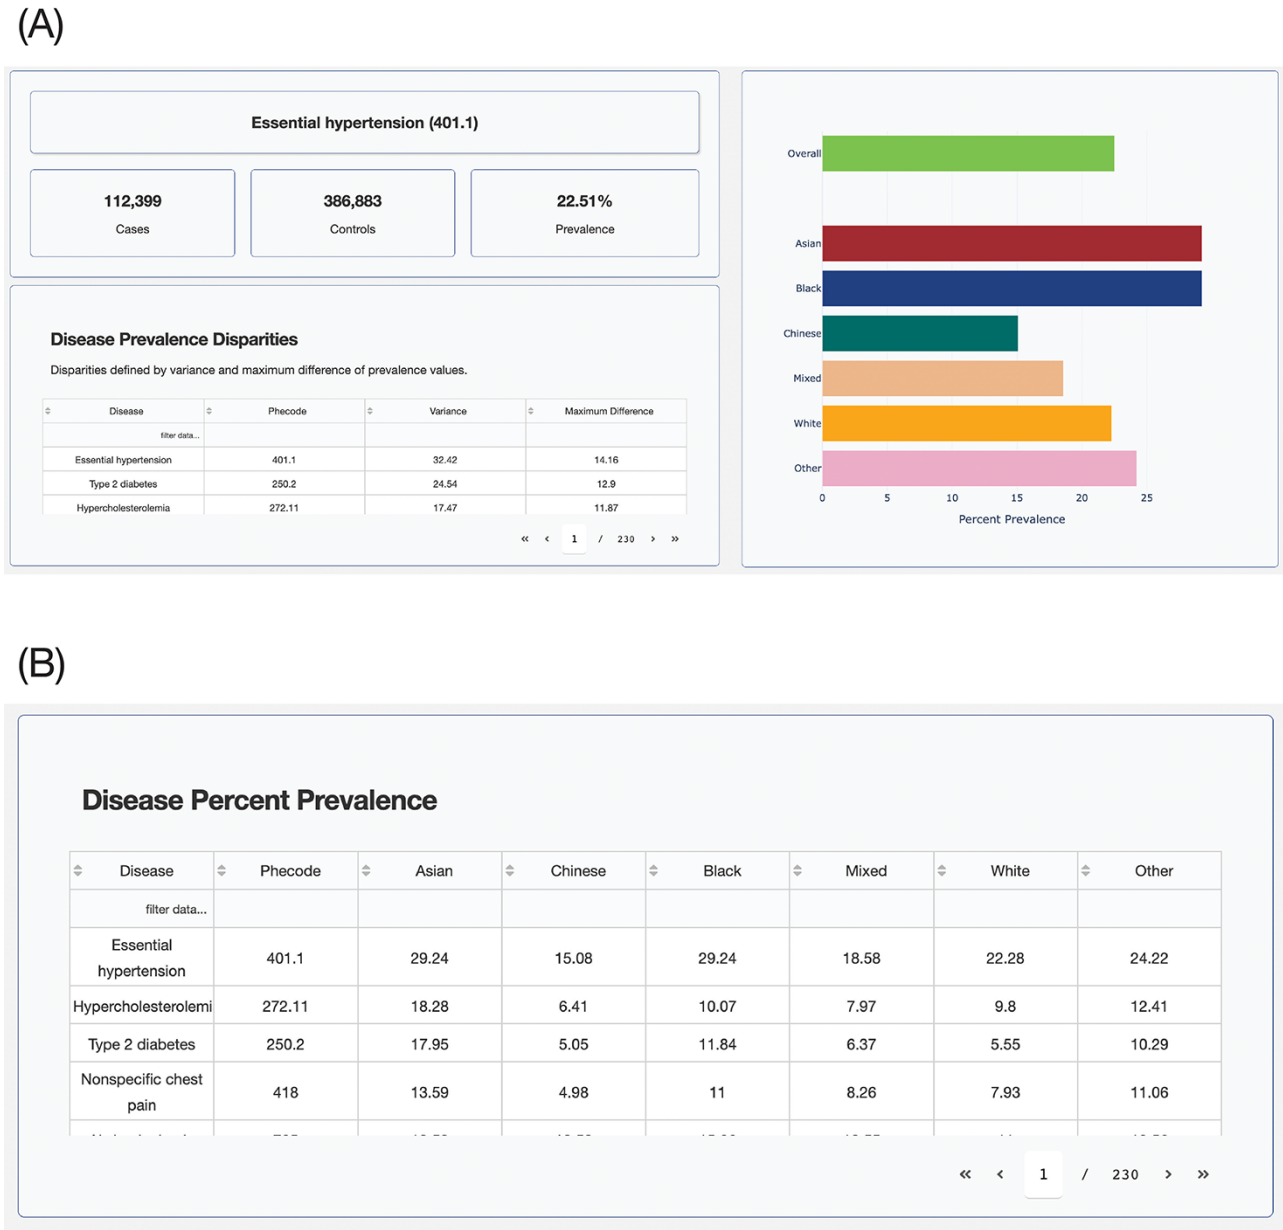 (A)
Essential hypertension (401.1)
112,399 386,883 22.51%
Cases Controls Prevalence
Disease Prevalence Disparities
Disparities defined by variance and maximum difference of prevalence values.
Disease Phecode Variance Maximum Difference
filter data...
Essential hypertension 401.1 32.42 14.16
Type 2 diabetes 250.2 24.54 12.9
Hypercholesterolemia 272.11 17.47 11.87
« ‹ 1 / 230 › »
Overall
Asian
Black
Chinese
Mixed
White
Other
0 5 10 15 20 25
Percent Prevalence
(B)
Disease Percent Prevalence
Disease Phecode Asian Chinese Black Mixed White Other
filter data...
Essential
hypertension 401.1 29.24 15.08 29.24 18.58 22.28 24.22
Hypercholesterolemi 272.11 18.28 6.41 10.07 7.97 9.8 12.41
Type 2 diabetes 250.2 17.95 5.05 11.84 6.37 5.55 10.29
Nonspecific chest
pain 418 13.59 4.98 11 8.26 7.93 11.06
« ‹ 1 / 230 › »